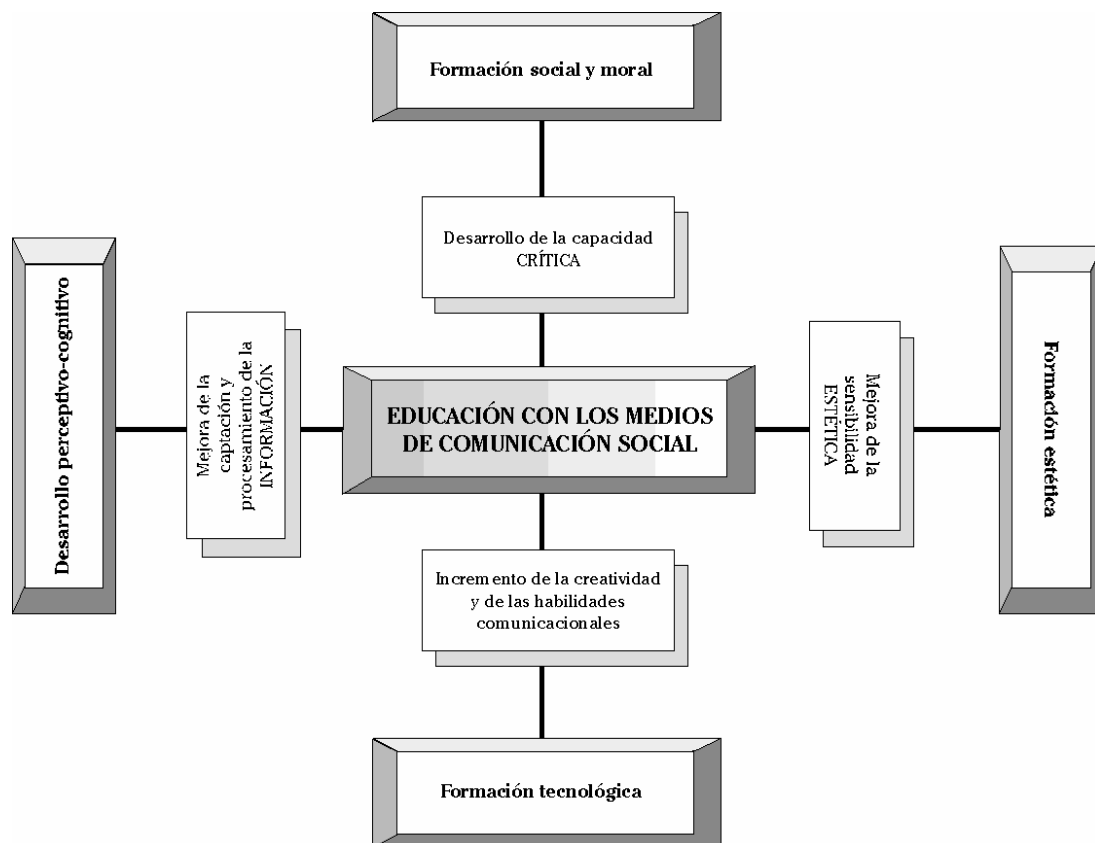 Formación social y moral
Desarrollo de la capacidad
CRÍTICA
Desarrollo perceptivo-cognitivo
Mejora de la
captación y
procesamiento de la
INFORMACIÓN
EDUCACIÓN CON LOS MEDIOS
DE COMUNICACIÓN SOCIAL
Mejora de la
sensibilidad
ESTÉTICA
Formación estética
Incremento de la creatividad
y de las habilidades
comunicacionales
Formación tecnológica